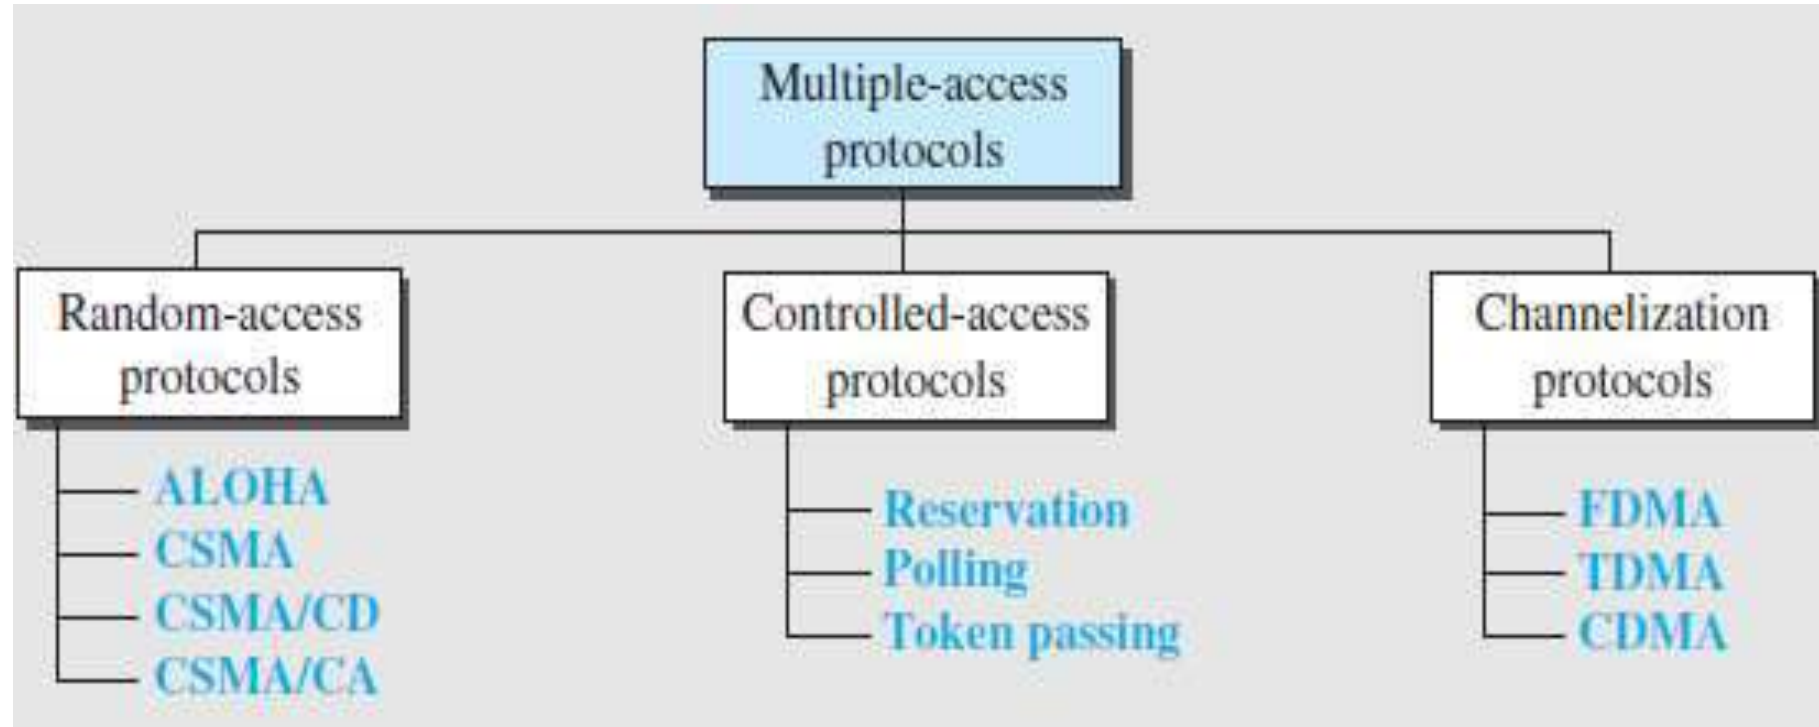 Multiple-access
protocols
Random-access
protocols
ALOHA
CSMA
CSMA/CD
CSMA/CA
Controlled-access
protocols
Reservation
Polling
Token passing
Channelization
protocols
FDMA
TDMA
CDMA